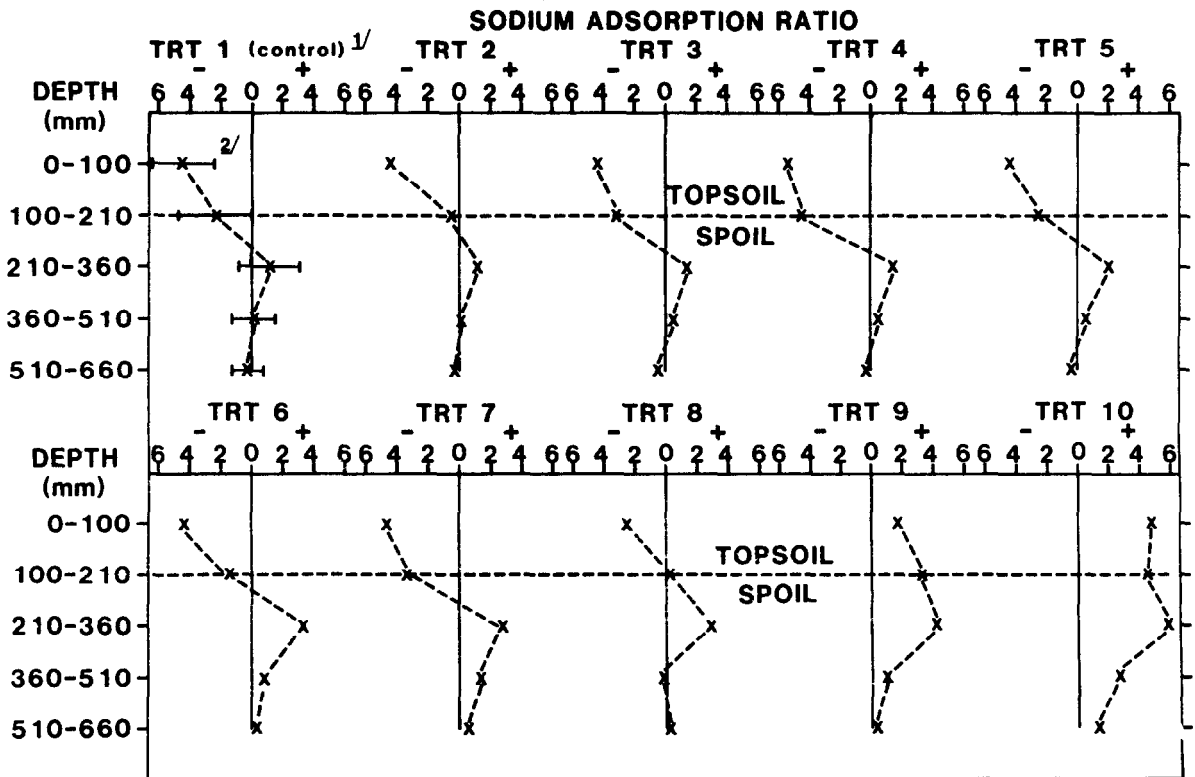 SODIUM ADSORPTION RATIO
TRT 1 (control) 1/ TRT 2 TRT 3 TRT 4 TRT 5
- + - + - + - + - +
DEPTH 6 4 2 0 2 4 6 6 4 2 0 2 4 6 6 4 2 0 2 4 6 6 4 2 0 2 4 6 6 4 2 0 2 4 6
(mm)
0-100 2/
TOPSOIL
100-210
SPOIL
210-360
360-510
510-660
TRT 6 TRT 7 TRT 8 TRT 9 TRT 10
- + - + - + - + - +
DEPTH 6 4 2 0 2 4 6 6 4 2 0 2 4 6 6 4 2 0 2 4 6 6 4 2 0 2 4 6 6 4 2 0 2 4 6
(mm)
0-100
TOPSOIL
100-210
SPOIL
210-360
360-510
510-660